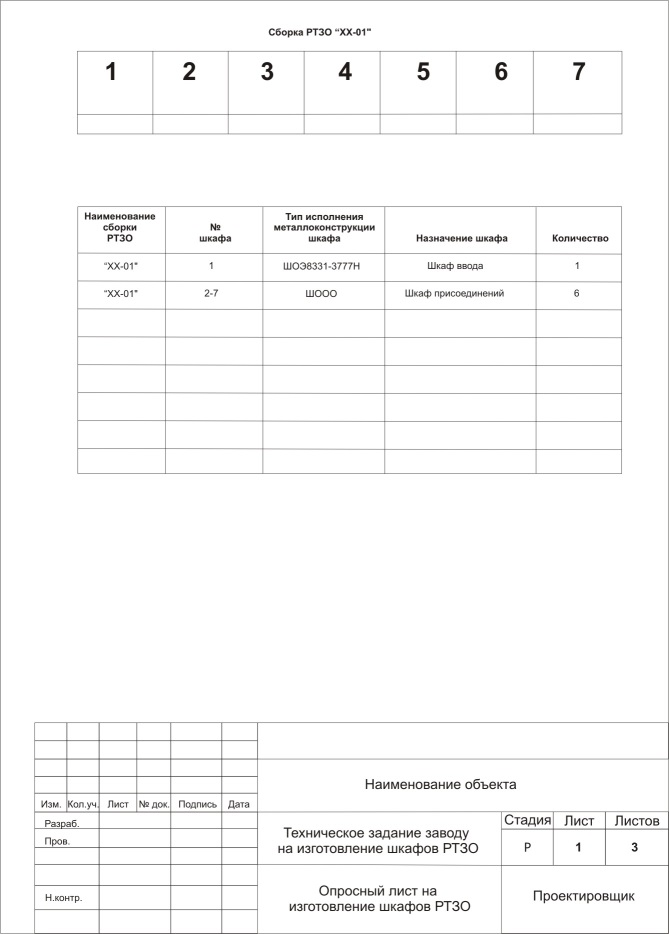 Сборка РТЗО “ХХ-01"
1 2 3 4 5 6 7
Наименование сборки РТЗО № шкафа Тип исполнения металлоконструкции шкафа Назначение шкафа Количество
“ХХ-01" 1 ШОЭ8331-3777Н Шкаф ввода 1
“ХХ-01" 2-7 ШООО Шкаф присоединений 6
Наименование объекта
Изм. Кол.уч. Лист № док. Подпись Дата
Разраб.
Пров.
Н.контр.
Техническое задание заводу
на изготовление шкафов РТЗО
Стадия Лист Листов
Р 1 3
Опросный лист на
изготовление шкафов РТЗО
Проектировщик